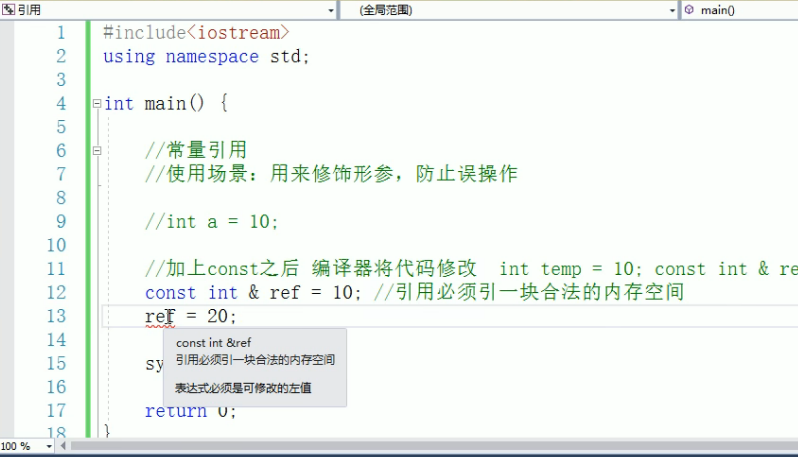 引用 (全局范围) main()
1 #include<iostream>
2 using namespace std;
3
4 int main() {
5
6 //常量引用
7 //使用场景：用来修饰形参，防止误操作
8
9 //int a = 10;
10
11 //加上const之后 编译器将代码修改 int temp = 10; const int & re
12 const int & ref = 10; //引用必须引一块合法的内存空间
13 ref = 20;
const int &ref
14
引用必须引一块合法的内存空间
15 sy
表达式必须是可修改的左值
16
17 return 0;
18 }
100 %